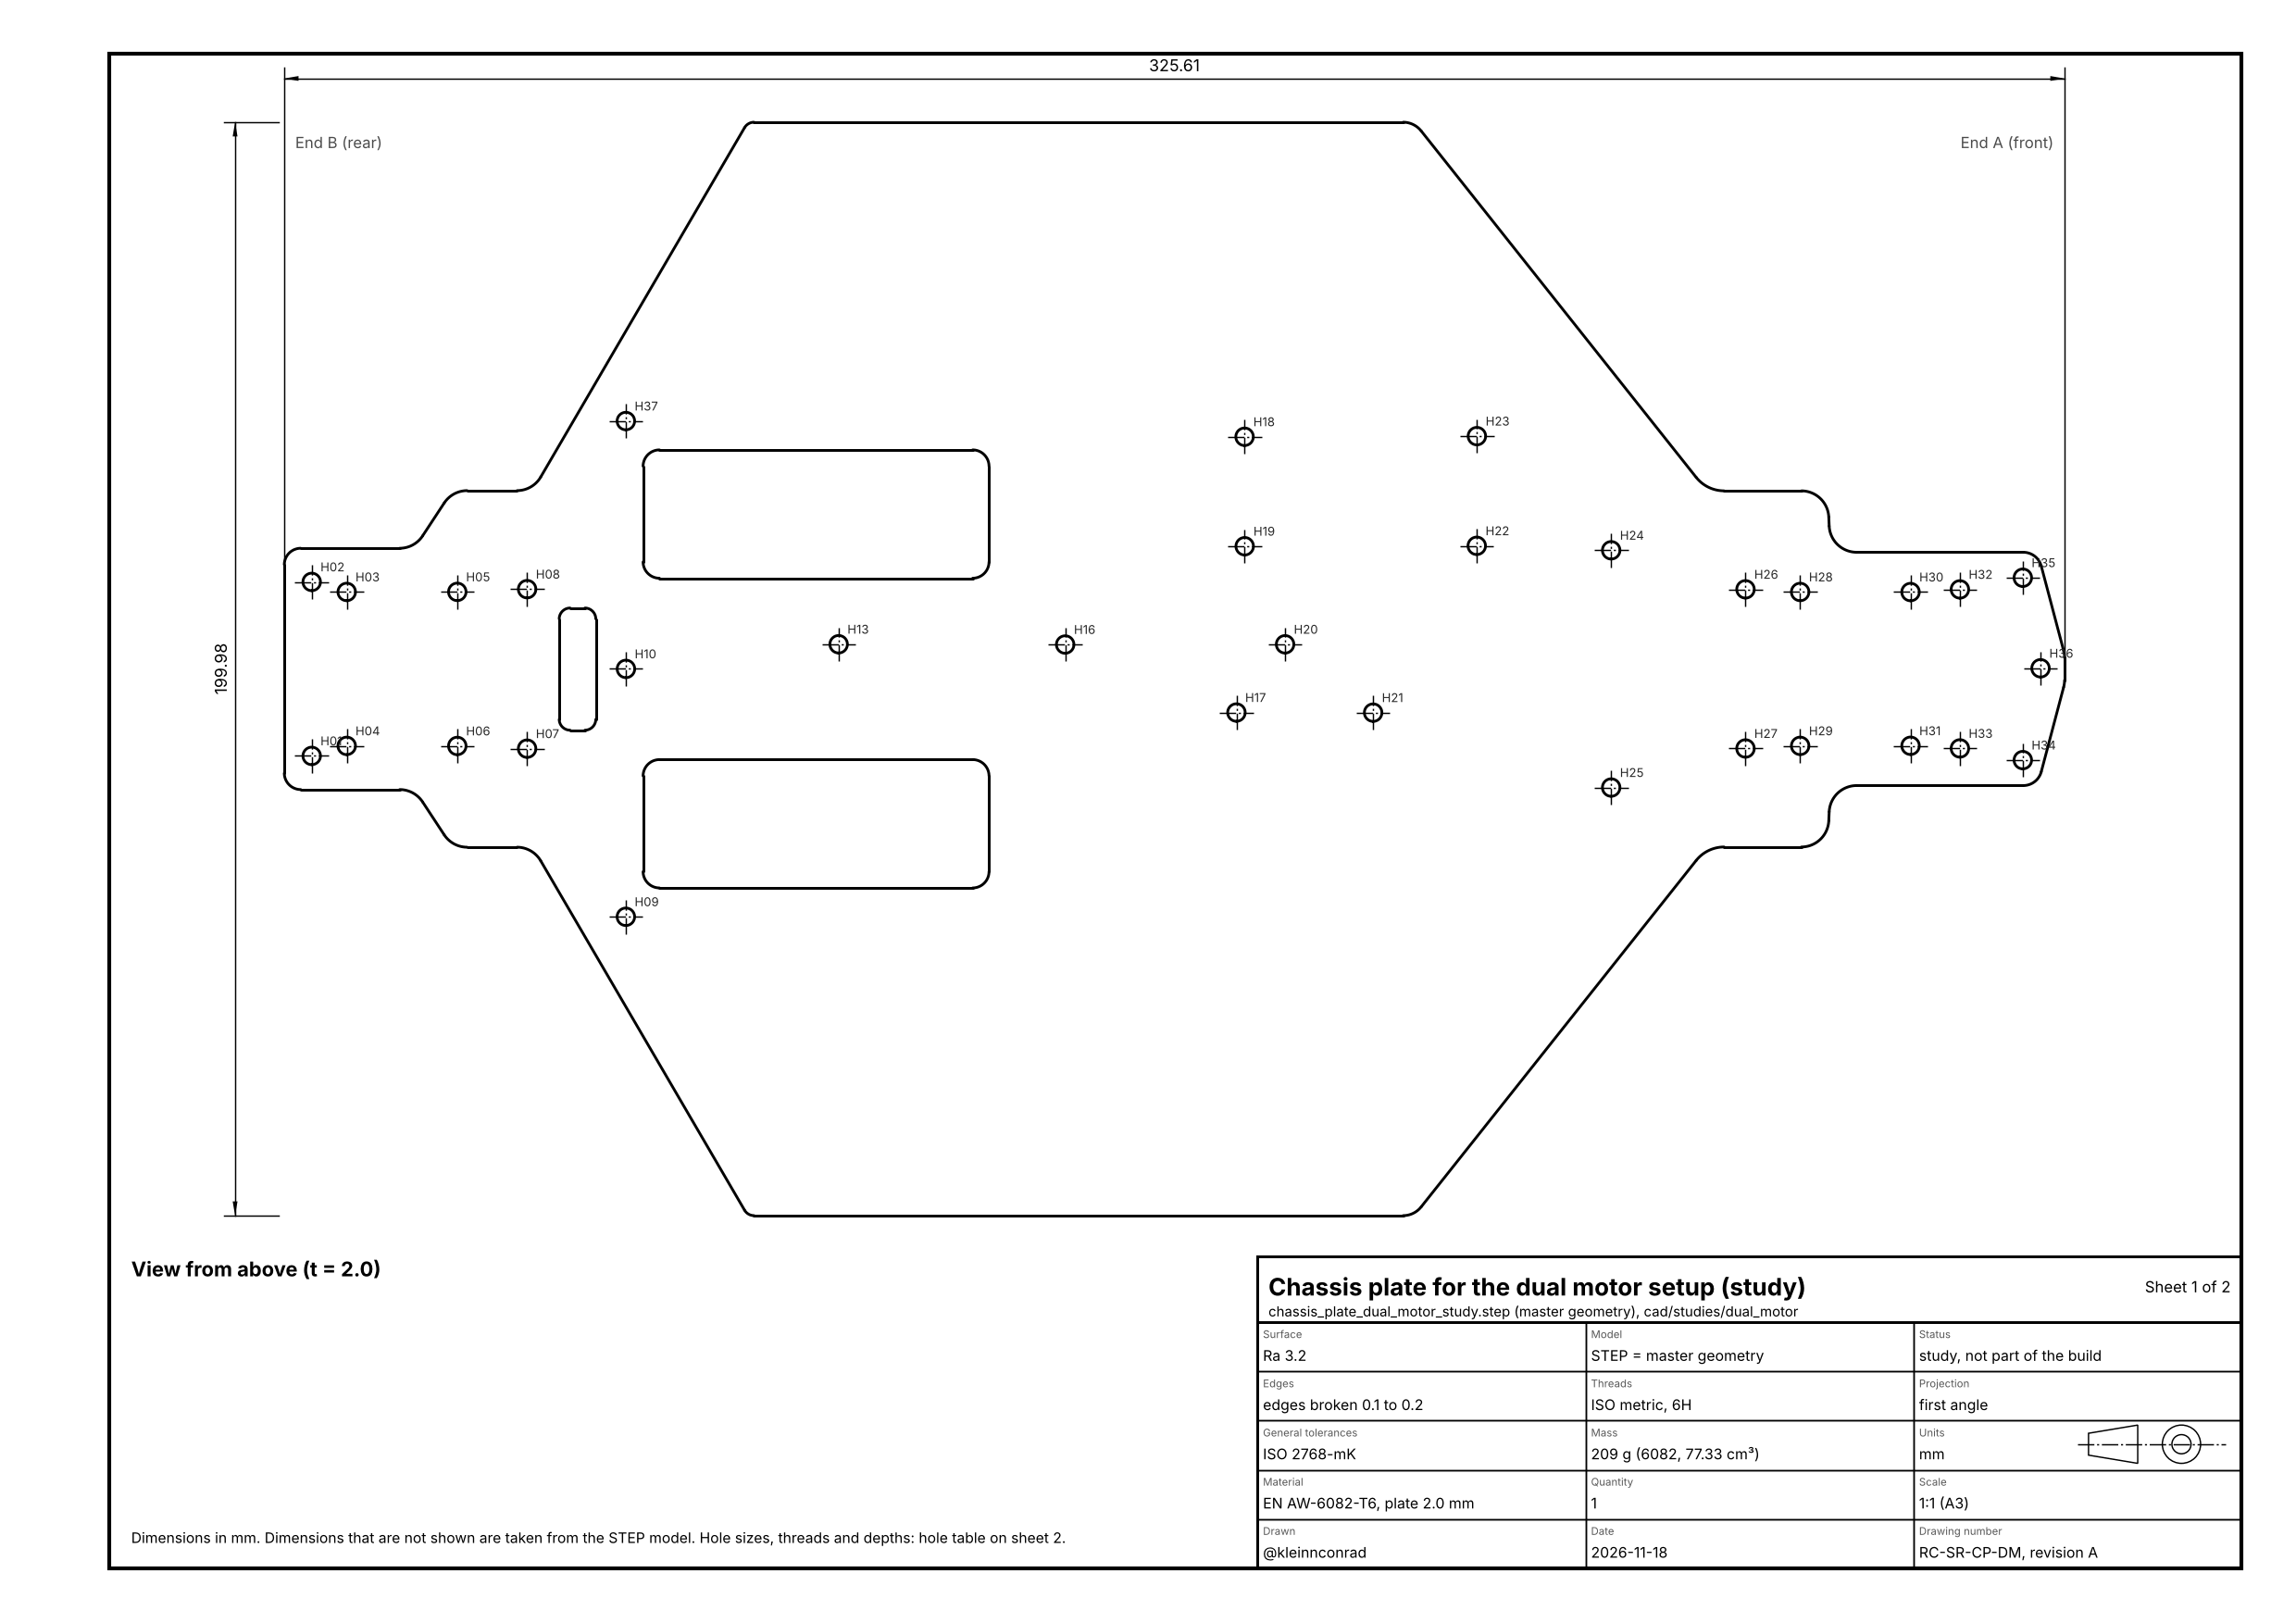 325.61
End B (rear)
End A (front)
H37
H18
H23
H19
H22
H24
H02
H03
H05
H08
H26
H28
H30
H32
H35
H13
H16
H20
H10
H36
199.98
H17
H21
H04
H06
H07
H27
H29
H31
H33
H34
H25
H09
View from above (t = 2.0)
Chassis plate for the dual motor setup (study)
Sheet 1 of 2
chassis_plate_dual_motor_study.step (master geometry), cad/studies/dual_motor
Surface
Ra 3.2
Model
STEP = master geometry
Status
study, not part of the build
Edges
edges broken 0.1 to 0.2
Threads
ISO metric, 6H
Projection
first angle
General tolerances
ISO 2768-mK
Mass
209 g (6082, 77.33 cm³)
Units
mm
Material
EN AW-6082-T6, plate 2.0 mm
Quantity
1
Scale
1:1 (A3)
Drawn
@kleinnconrad
Date
2026-11-18
Drawing number
RC-SR-CP-DM, revision A
Dimensions in mm. Dimensions that are not shown are taken from the STEP model. Hole sizes, threads and depths: hole table on sheet 2.